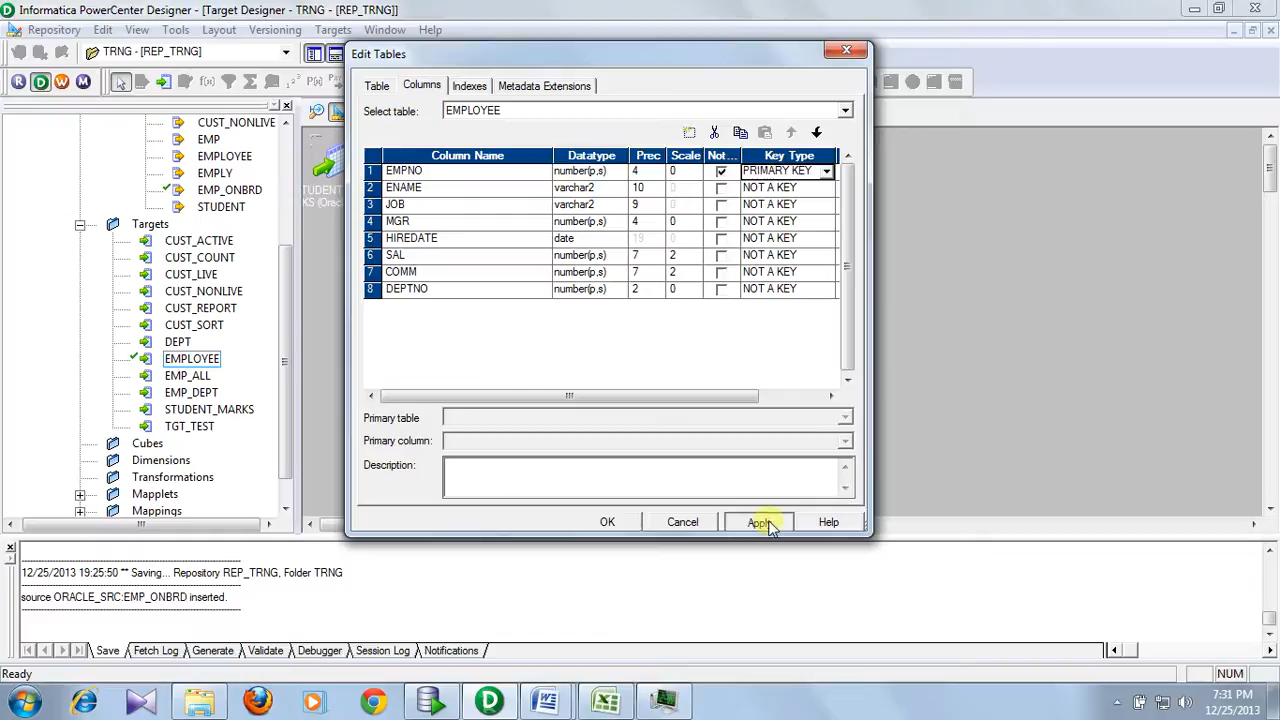 Informatica PowerCenter Designer - [Target Designer - TRNG - [REP_TRNG]]
Repository Edit View Tools Layout Versioning Targets Window Help
TRNG - [REP_TRNG]
R D W M
CUST_NONLIVE
EMP
EMPLOYEE
EMPLY
EMP_ONBRD
STUDENT
Targets
CUST_ACTIVE
CUST_COUNT
CUST_LIVE
CUST_NONLIVE
CUST_REPORT
CUST_SORT
DEPT
EMPLOYEE
EMP_ALL
EMP_DEPT
STUDENT_MARKS
TGT_TEST
Cubes
Dimensions
Transformations
Mapplets
Mappings
Edit Tables
Table Columns Indexes Metadata Extensions
Select table: EMPLOYEE
Column Name Datatype Prec Scale Not... Key Type
1 EMPNO number(p,s) 4 0 PRIMARY KEY
2 ENAME varchar2 10 0 NOT A KEY
3 JOB varchar2 9 0 NOT A KEY
4 MGR number(p,s) 4 0 NOT A KEY
5 HIREDATE date 19 0 NOT A KEY
6 SAL number(p,s) 7 2 NOT A KEY
7 COMM number(p,s) 7 2 NOT A KEY
8 DEPTNO number(p,s) 2 0 NOT A KEY
Primary table
Primary column:
Description:
OK Cancel Apply Help
12/25/2013 19:25:50 ** Saving... Repository REP_TRNG, Folder TRNG
source ORACLE_SRC:EMP_ONBRD inserted.
Save Fetch Log Generate Validate Debugger Session Log Notifications
Ready NUM
7:31 PM
12/25/2013